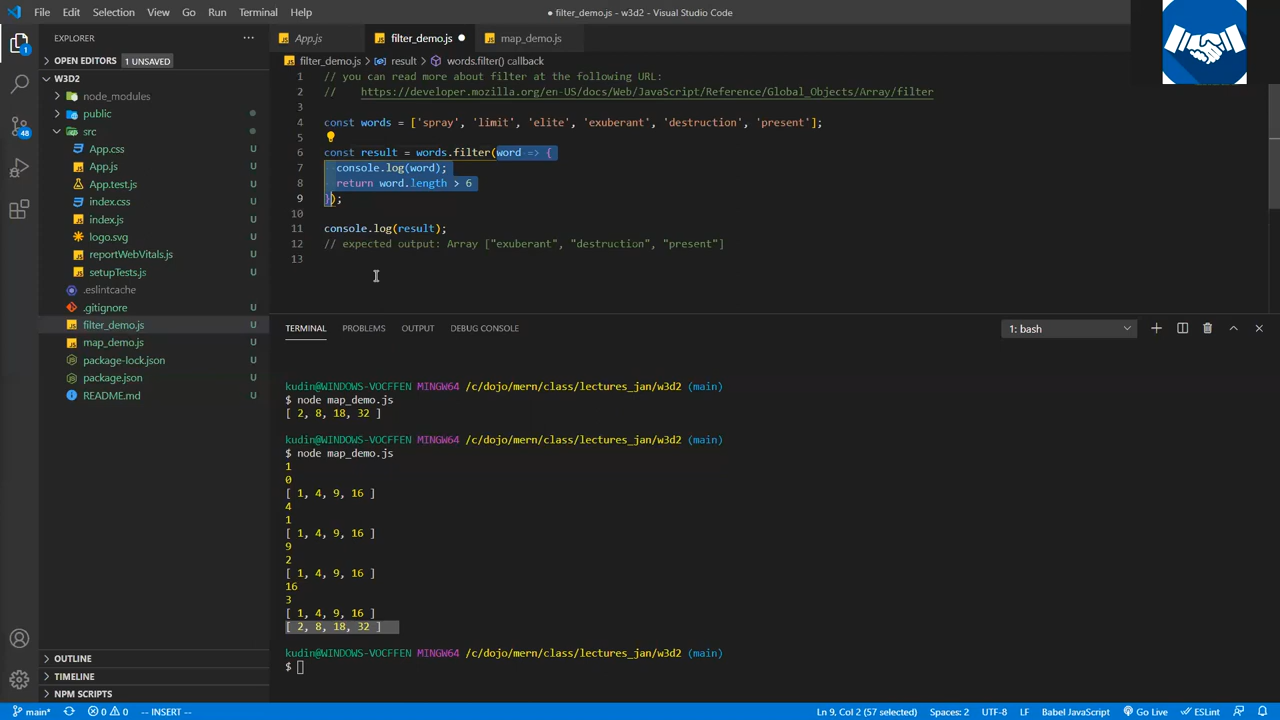 File Edit Selection View Go Run Terminal Help
● filter_demo.js - w3d2 - Visual Studio Code
EXPLORER ···
OPEN EDITORS 1 UNSAVED
W3D2
node_modules
public
src
App.css U
App.js U
App.test.js U
index.css U
index.js U
logo.svg U
reportWebVitals.js U
setupTests.js U
.eslintcache
.gitignore U
filter_demo.js U
map_demo.js U
package-lock.json U
package.json U
README.md U
OUTLINE
TIMELINE
NPM SCRIPTS
1
48
JS App.js JS filter_demo.js ● JS map_demo.js
JS filter_demo.js > result > words.filter() callback
1 // you can read more about filter at the following URL:
2 // https://developer.mozilla.org/en-US/docs/Web/JavaScript/Reference/Global_Objects/Array/filter
3
4 const words = ['spray', 'limit', 'elite', 'exuberant', 'destruction', 'present'];
5
6 const result = words.filter(word => {
7 console.log(word);
8 return word.length > 6
9 });
10
11 console.log(result);
12 // expected output: Array ["exuberant", "destruction", "present"]
13
TERMINAL PROBLEMS OUTPUT DEBUG CONSOLE 1: bash
kudin@WINDOWS-VOCFFEN MINGW64 /c/dojo/mern/class/lectures_jan/w3d2 (main)
$ node map_demo.js
[ 2, 8, 18, 32 ]
kudin@WINDOWS-VOCFFEN MINGW64 /c/dojo/mern/class/lectures_jan/w3d2 (main)
$ node map_demo.js
1
0
[ 1, 4, 9, 16 ]
4
1
[ 1, 4, 9, 16 ]
9
2
[ 1, 4, 9, 16 ]
16
3
[ 1, 4, 9, 16 ]
[ 2, 8, 18, 32 ]
kudin@WINDOWS-VOCFFEN MINGW64 /c/dojo/mern/class/lectures_jan/w3d2 (main)
$
main* 0 0 -- INSERT -- Ln 9, Col 2 (57 selected) Spaces: 2 UTF-8 LF Babel JavaScript Go Live ESLint